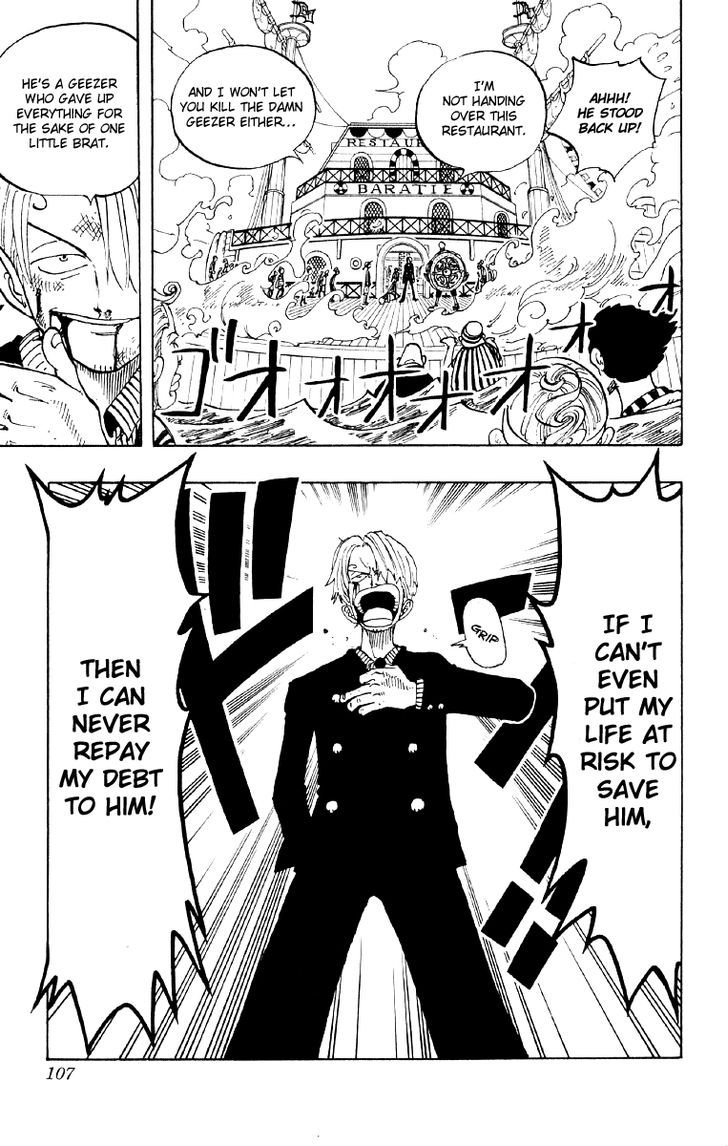 AHHH!
HE STOOD
BACK UP!
I'M
NOT HANDING
OVER THIS
RESTAURANT.
AND I WON'T LET
YOU KILL THE DAMN
GEEZER EITHER...
RESTAU
BARATIE
ゴオオオオオオ
HE'S A GEEZER
WHO GAVE UP
EVERYTHING FOR
THE SAKE OF ONE
LITTLE BRAT.
IF I
CAN'T
EVEN
PUT MY
LIFE AT
RISK TO
SAVE
HIM,
GRIP
ドン
THEN
I CAN
NEVER
REPAY
MY DEBT
TO HIM!
107